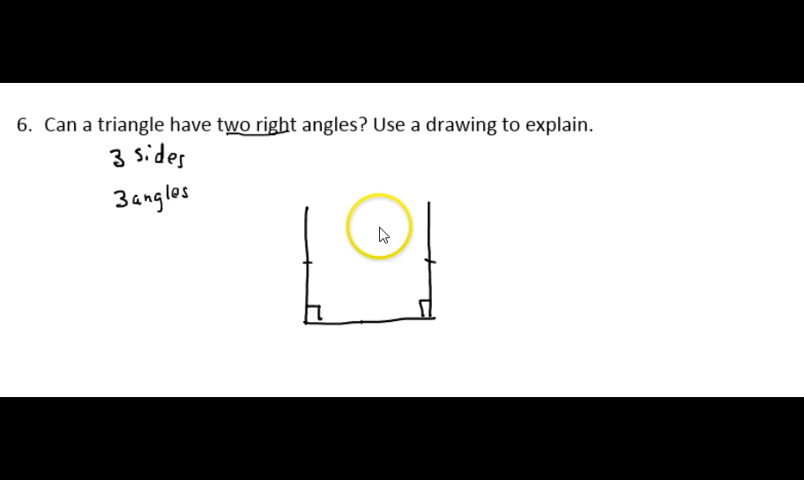 6. Can a triangle have two right angles? Use a drawing to explain.
3 sides
3 angles